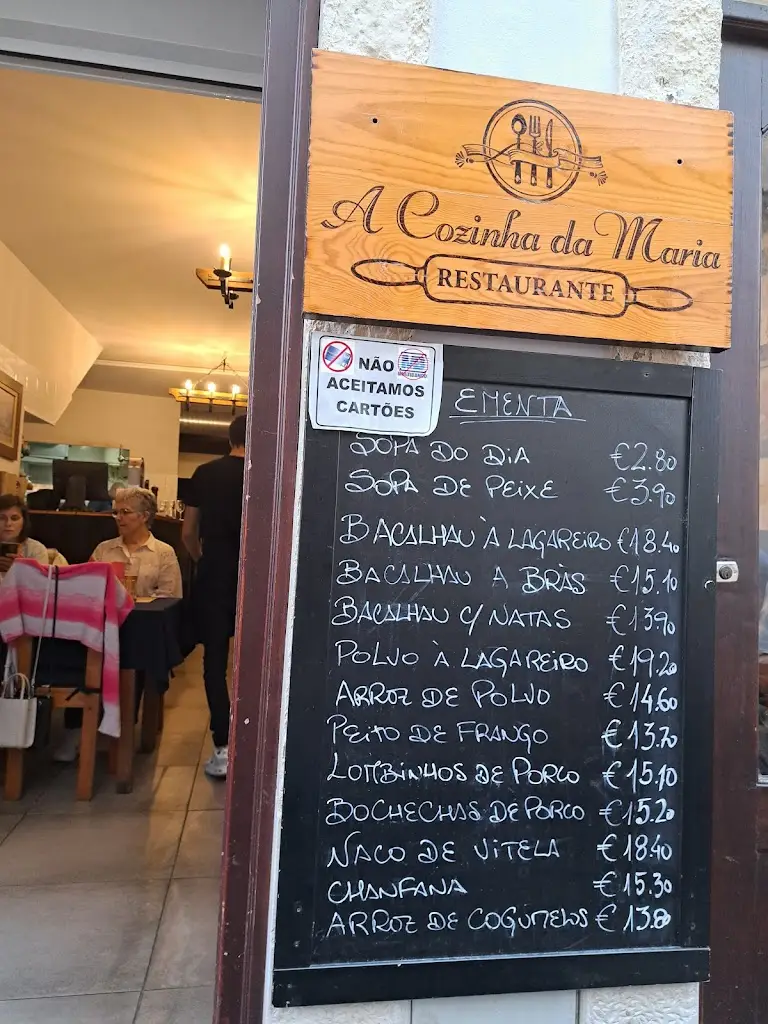 A Cozinha da Maria
RESTAURANTE
NÃO
ACEITAMOS
CARTÕES
EMENTA
SOPA DO DIA €2.80
SOPA DE PEIXE €3.90
BACALHAU À LAGAREIRO €18.40
BACALHAU A BRÁS €15.10
BACALHAU C/ NATAS €13.90
POLVO À LAGAREIRO €19.20
ARROZ DE POLVO €14.60
PEITO DE FRANGO €13.20
LOMBINHOS DE PORCO €15.10
BOCHECHAS DE PORCO €15.20
NACO DE VITELA €18.40
CHANFANA €15.30
ARROZ DE COGUMELOS €13.80